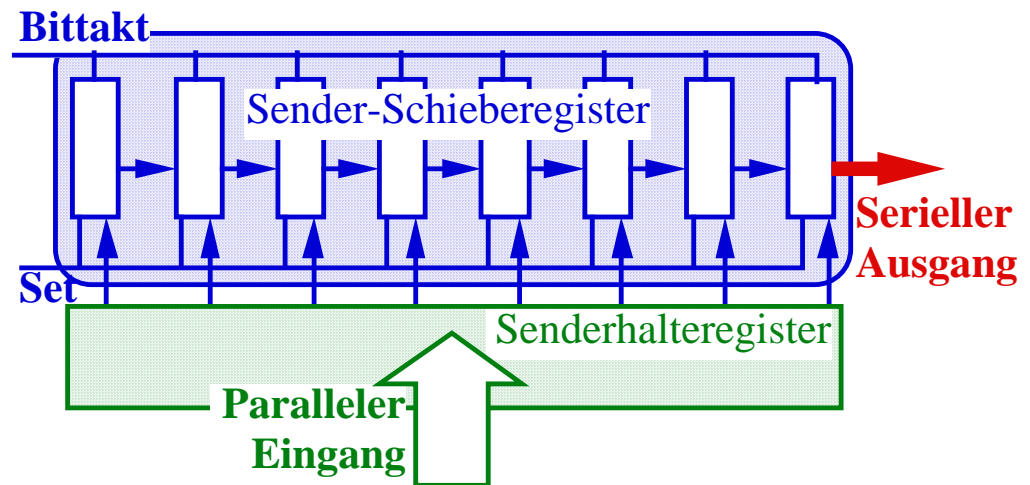 Bittakt
Sender-Schieberegister
Serieller
Ausgang
Set
Senderhalteregister
Paralleler
Eingang